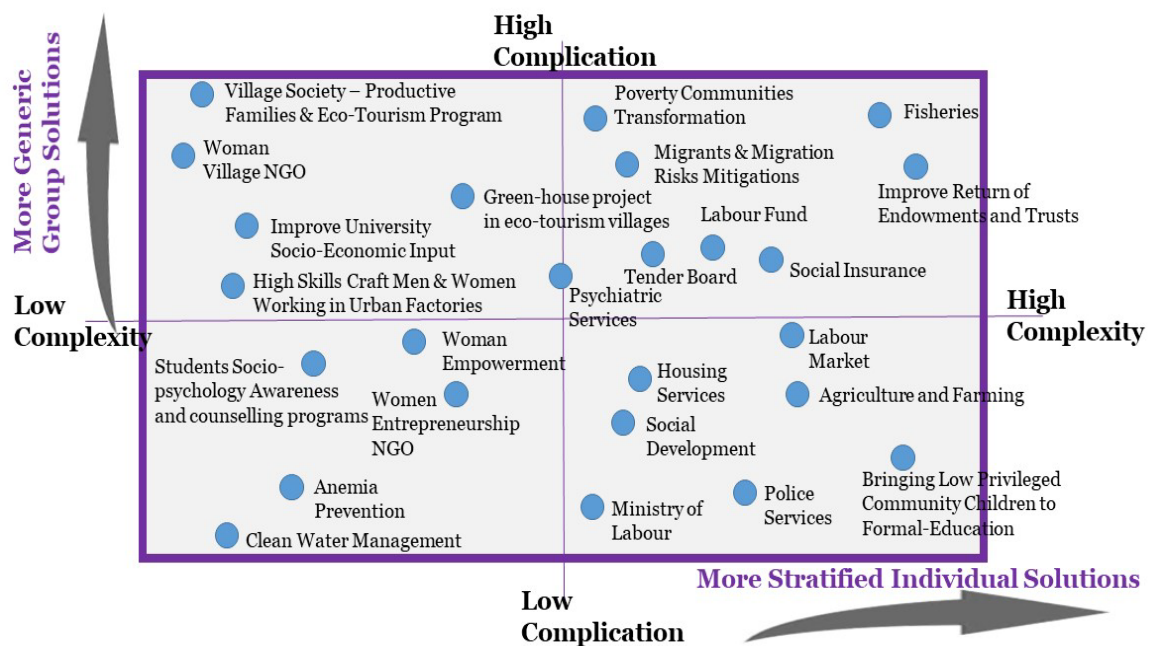 High
Complication
More Generic
Group Solutions
Village Society – Productive
Families & Eco-Tourism Program
Poverty Communities
Transformation
Fisheries
Woman
Village NGO
Migrants & Migration
Risks Mitigations
Improve Return of
Endowments and Trusts
Green-house project
in eco-tourism villages
Labour Fund
Improve University
Socio-Economic Input
Tender Board
Social Insurance
High Skills Craft Men & Women
Working in Urban Factories
Psychiatric
Services
Low
Complexity
High
Complexity
Woman
Empowerment
Labour
Market
Students Socio-
psychology Awareness
and counselling programs
Women
Entrepreneurship
NGO
Housing
Services
Agriculture and Farming
Social
Development
Anemia
Prevention
Clean Water Management
Ministry of
Labour
Police
Services
Bringing Low Privileged
Community Children to
Formal-Education
More Stratified Individual Solutions
Low
Complication